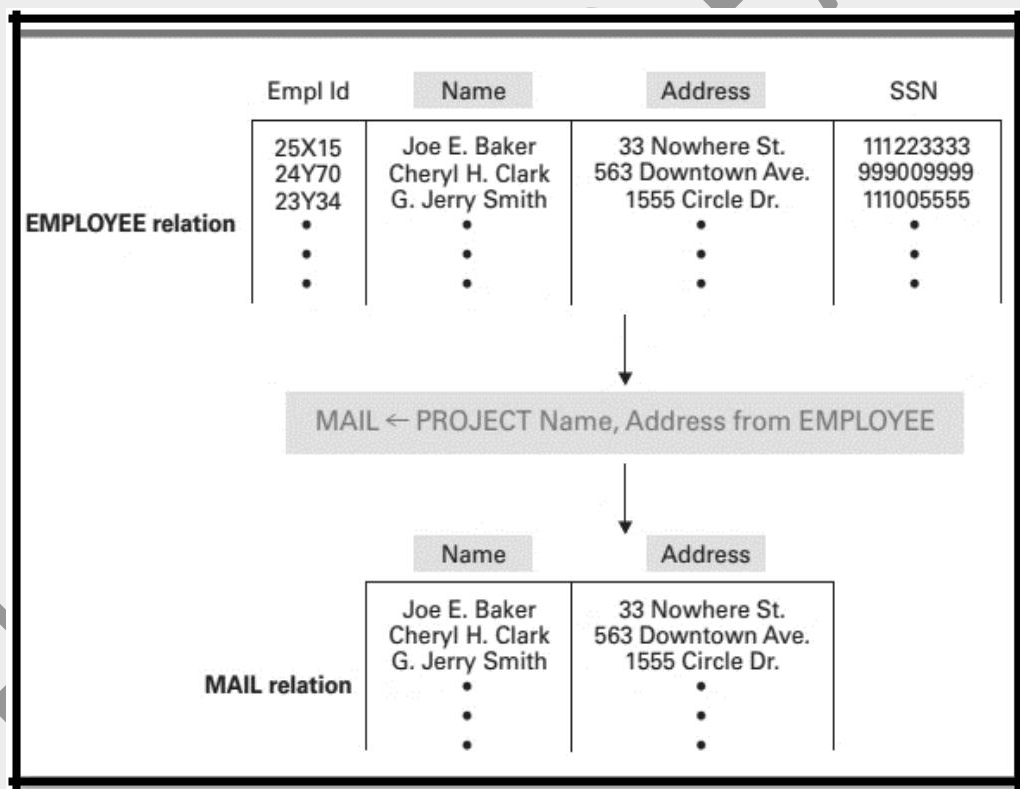 Empl Id Name Address SSN
25X15 Joe E. Baker 33 Nowhere St. 111223333
24Y70 Cheryl H. Clark 563 Downtown Ave. 999009999
23Y34 G. Jerry Smith 1555 Circle Dr. 111005555
EMPLOYEE relation
MAIL ← PROJECT Name, Address from EMPLOYEE
Name Address
Joe E. Baker 33 Nowhere St.
Cheryl H. Clark 563 Downtown Ave.
G. Jerry Smith 1555 Circle Dr.
MAIL relation